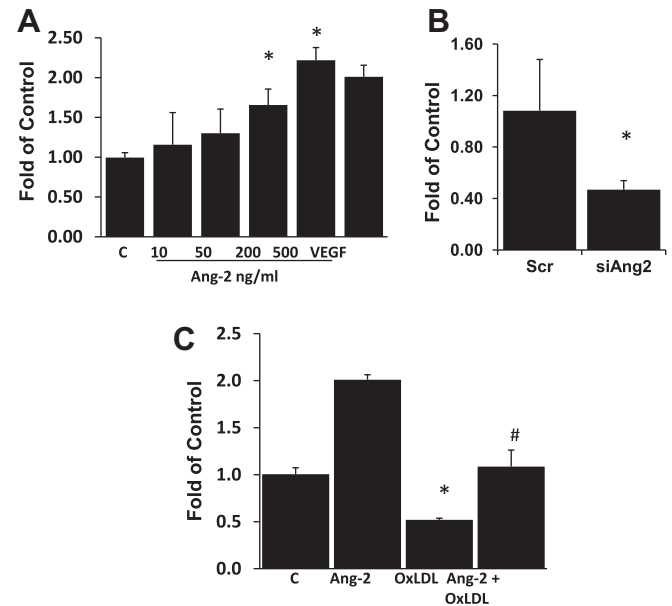 A
Fold of Control
2.50
2.00
1.50
1.00
0.50
0.00
*
*
C 10 50 200 500 VEGF
Ang-2 ng/ml
B
Fold of Control
1.60
1.20
0.80
0.40
0.00
*
Scr siAng2
C
Fold of Control
2.5
2.0
1.5
1.0
0.5
0.0
*
#
C Ang-2 OxLDL Ang-2 +
OxLDL